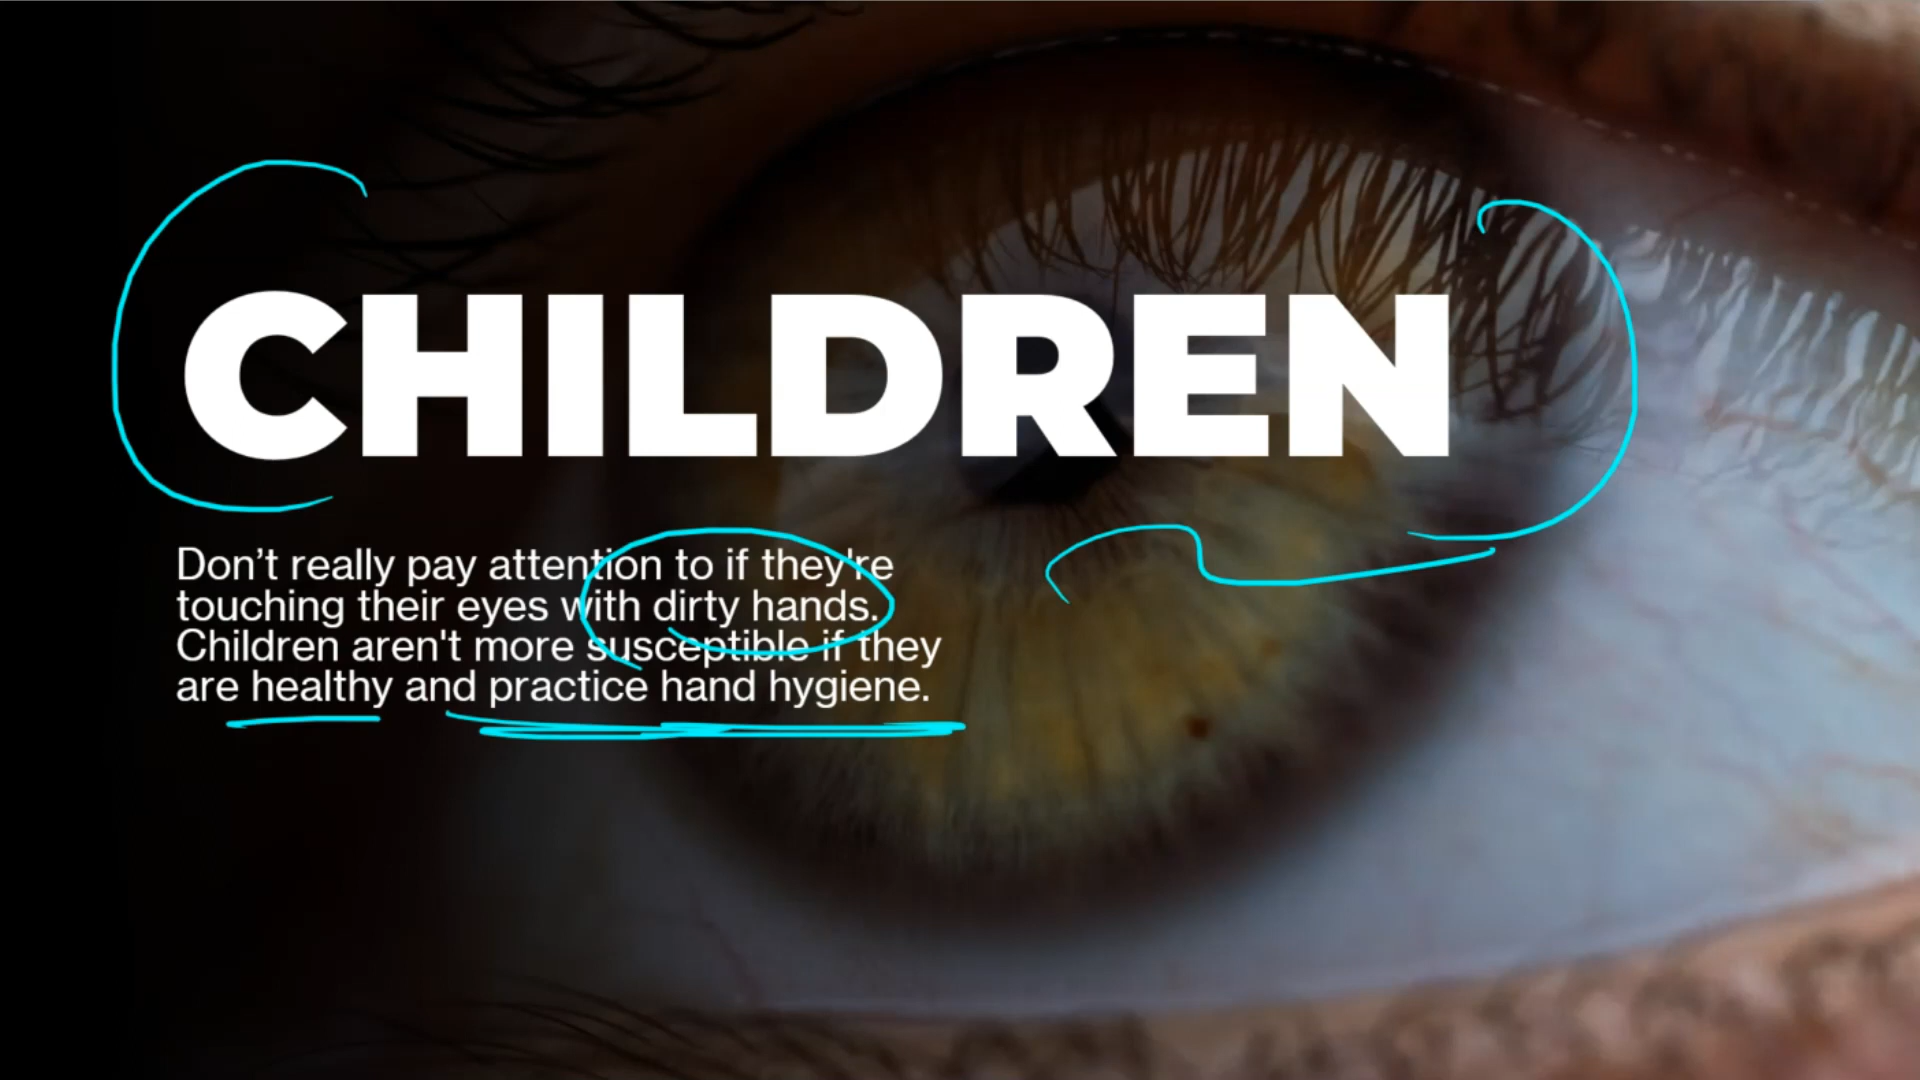 CHILDREN
Don’t really pay attention to if they’re
touching their eyes with dirty hands.
Children aren't more susceptible if they
are healthy and practice hand hygiene.